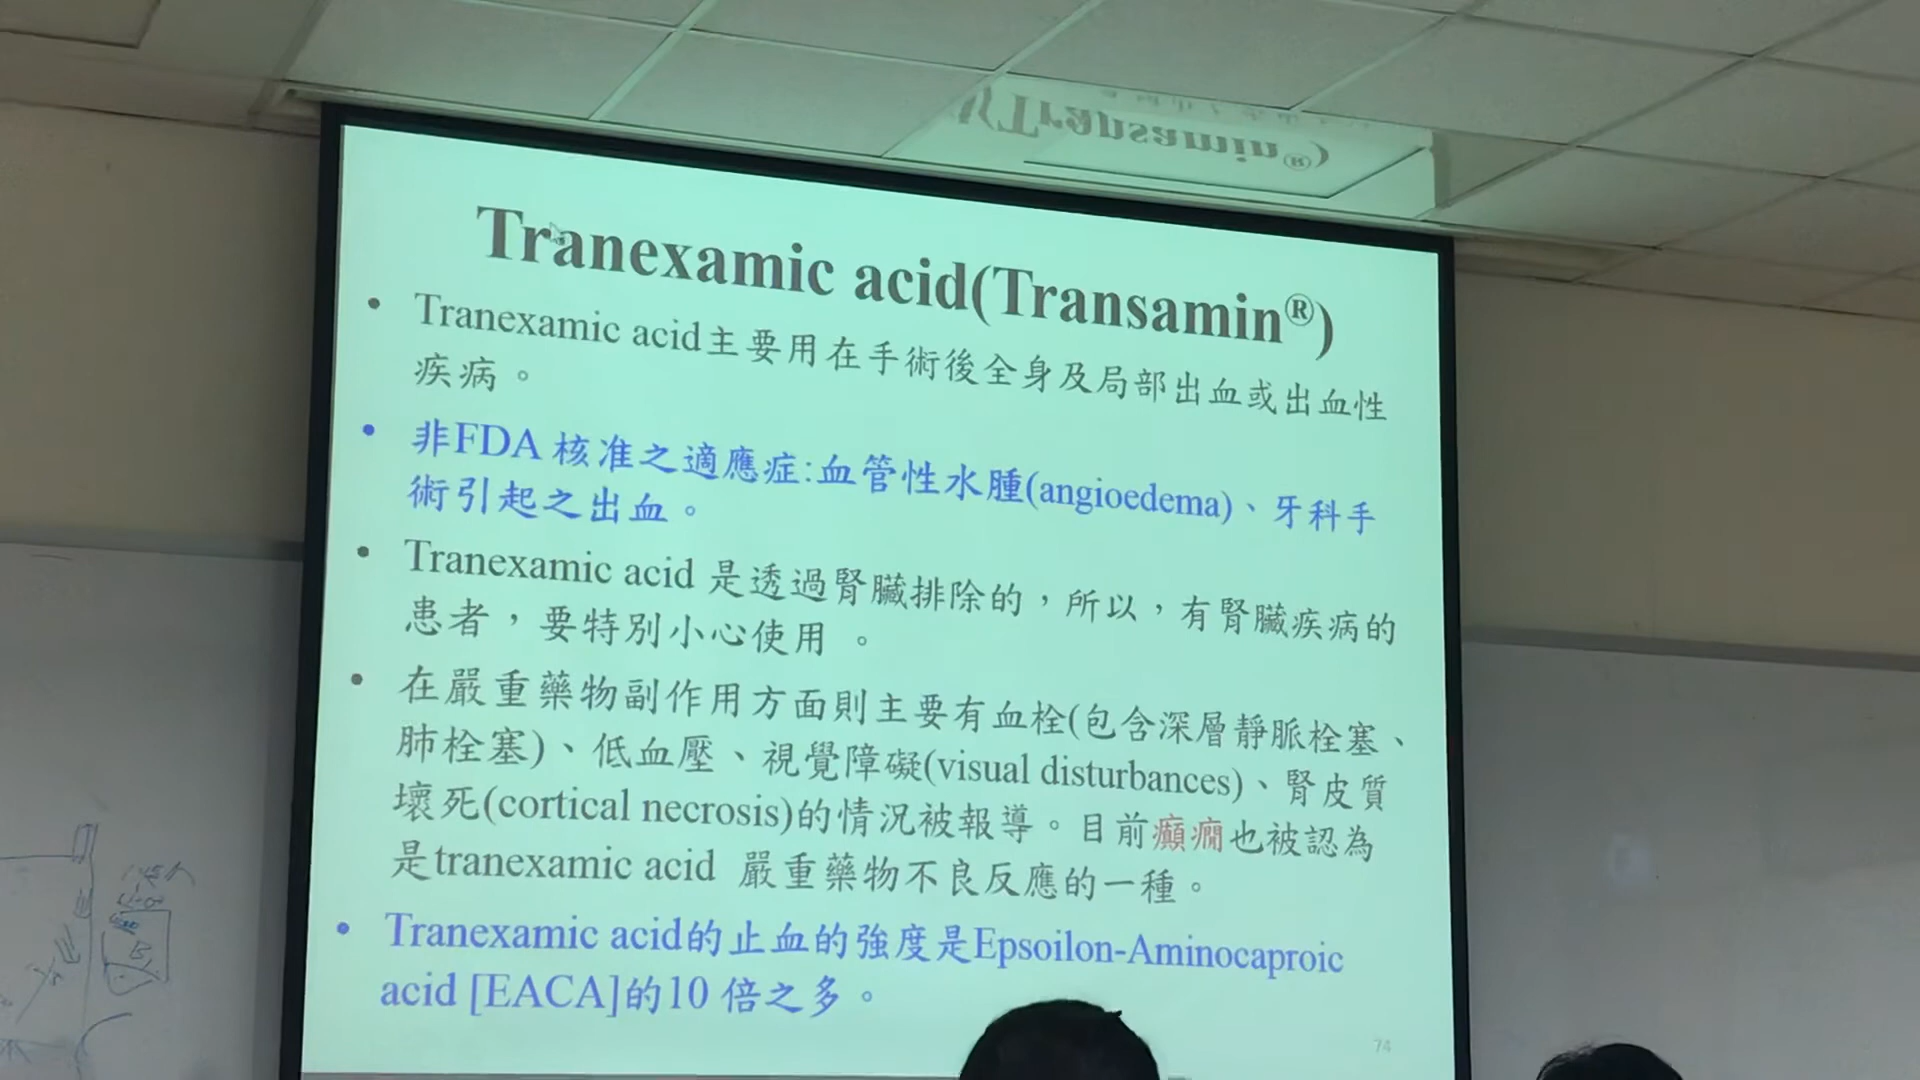 Tranexamic acid(Transamin®)
• Tranexamic acid主要用在手術後全身及局部出血或出血性
疾病。
• 非FDA 核准之適應症:血管性水腫(angioedema)、牙科手
術引起之出血。
• Tranexamic acid 是透過腎臟排除的，所以，有腎臟疾病的
患者，要特別小心使用 。
• 在嚴重藥物副作用方面則主要有血栓(包含深層靜脈栓塞、
肺栓塞)、低血壓、視覺障礙(visual disturbances)、腎皮質
壞死(cortical necrosis)的情況被報導。目前癲癇也被認為
是tranexamic acid 嚴重藥物不良反應的一種。
• Tranexamic acid的止血的強度是Epsoilon-Aminocaproic
acid [EACA]的10 倍之多。
74